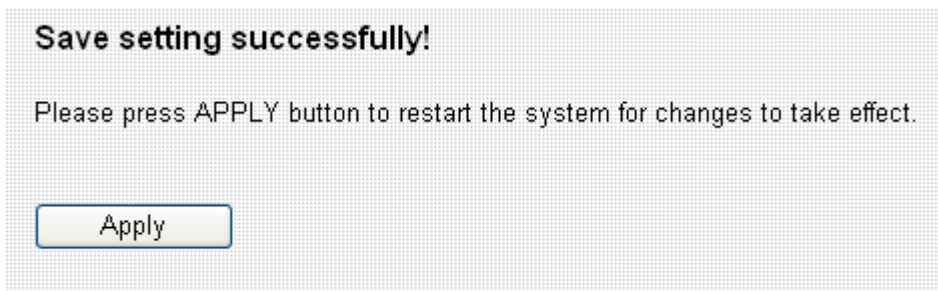 Save setting successfully!
Please press APPLY button to restart the system for changes to take effect.
Apply